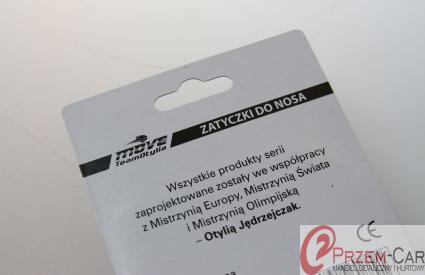 ZATYCZKI DO NOSA
move
TeamOtylia
Wszystkie produkty serii
zaprojektowane zostały we współpracy
z Mistrzynią Europy, Mistrzynią Świata
i Mistrzynią Olimpijską
– Otylią Jędrzejczak.
CE
PRZEM-CAR
HANDEL DETALICZNY I HURTOWY